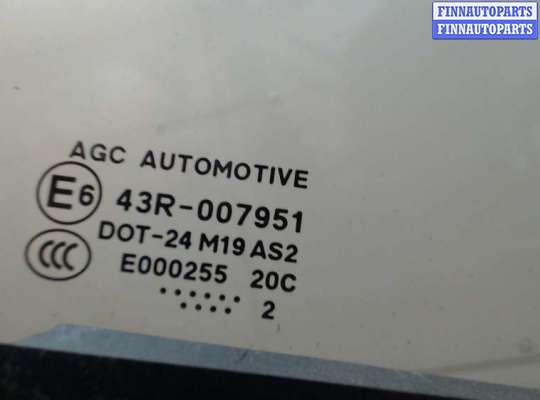 FINNAUTOPARTS
FINNAUTOPARTS
AGC AUTOMOTIVE
E6 43R-007951
CCC DOT-24 M19 AS2
E000255 20C
...... 2
.....